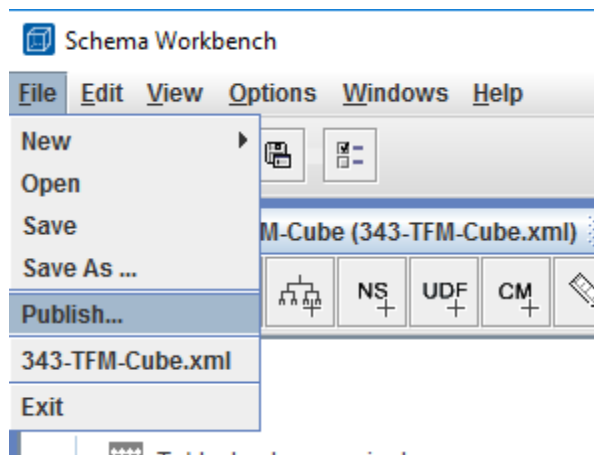 Schema Workbench
File Edit View Options Windows Help
New
Open
Save
M-Cube (343-TFM-Cube.xml)
Save As ...
NS UDF CM
Publish...
343-TFM-Cube.xml
Exit